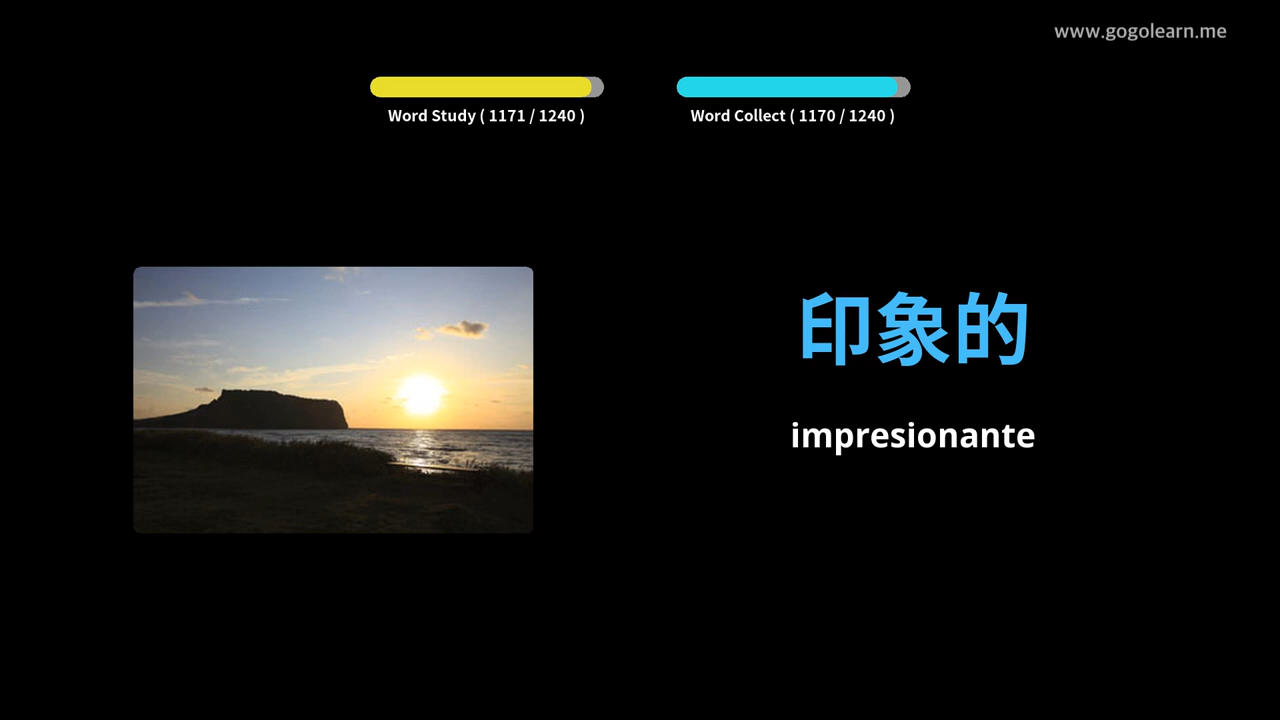 www.gogolearn.me
Word Study ( 1171 / 1240 )
Word Collect ( 1170 / 1240 )
印象的
impresionante